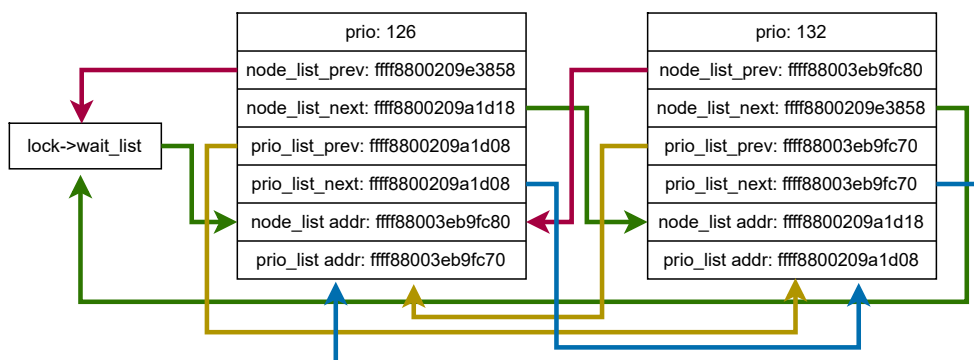 prio: 126
node_list_prev: ffff8800209e3858
node_list_next: ffff8800209a1d18
prio_list_prev: ffff8800209a1d08
prio_list_next: ffff8800209a1d08
node_list addr: ffff88003eb9fc80
prio_list addr: ffff88003eb9fc70
lock->wait_list
prio: 132
node_list_prev: ffff88003eb9fc80
node_list_next: ffff8800209e3858
prio_list_prev: ffff88003eb9fc70
prio_list_next: ffff88003eb9fc70
node_list addr: ffff8800209a1d18
prio_list addr: ffff8800209a1d08